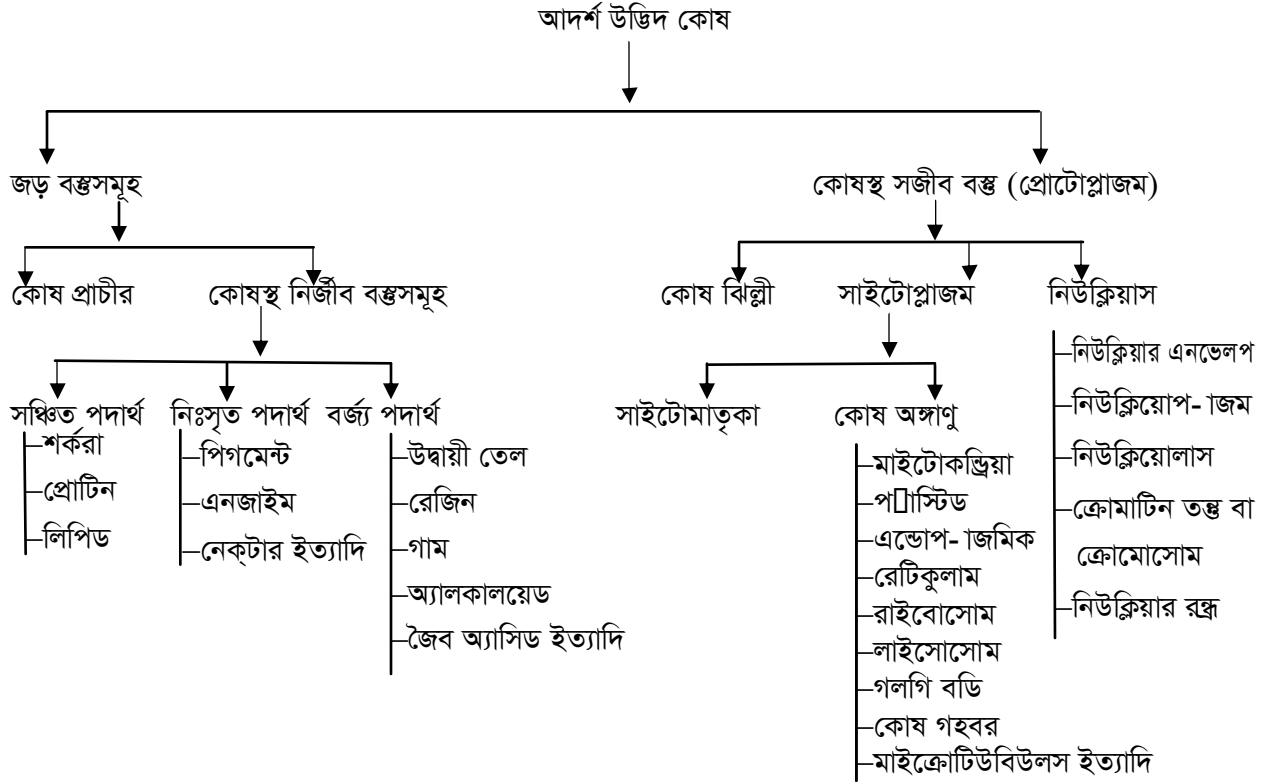 আদর্শ উদ্ভিদ কোষ
জড় বস্তুসমূহ
কোষস্থ সজীব বস্তু (প্রোটোপ্লাজম)
কোষ প্রাচীর
কোষস্থ নির্জীব বস্তুসমূহ
কোষ ঝিল্লী
সাইটোপ্লাজম
নিউক্লিয়াস
সঞ্চিত পদার্থ
শর্করা
প্রোটিন
লিপিড
নিঃসৃত পদার্থ
পিগমেন্ট
এনজাইম
নেক্‌টার ইত্যাদি
বর্জ্য পদার্থ
উদ্বায়ী তেল
রেজিন
গাম
অ্যালকালয়েড
জৈব অ্যাসিড ইত্যাদি
সাইটোমাতৃকা
কোষ অঙ্গাণু
মাইটোকন্ড্রিয়া
প▯াস্টিড
এন্ডোপ- াজমিক
রেটিকুলাম
রাইবোসোম
লাইসোসোম
গলগি বডি
কোষ গহবর
মাইক্রোটিউবিউলস ইত্যাদি
নিউক্লিয়ার এনভেলপ
নিউক্লিয়োপ- াজম
নিউক্লিয়োলাস
ক্রোমাটিন তন্তু বা
ক্রোমোসোম
নিউক্লিয়ার রন্ধ্র